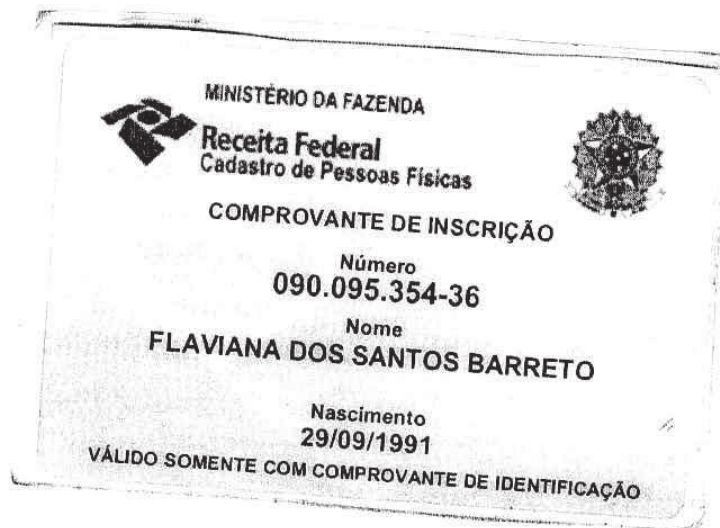 MINISTÉRIO DA FAZENDA
Receita Federal
Cadastro de Pessoas Físicas
COMPROVANTE DE INSCRIÇÃO
Número
090.095.354-36
Nome
FLAVIANA DOS SANTOS BARRETO
Nascimento
29/09/1991
VÁLIDO SOMENTE COM COMPROVANTE DE IDENTIFICAÇÃO